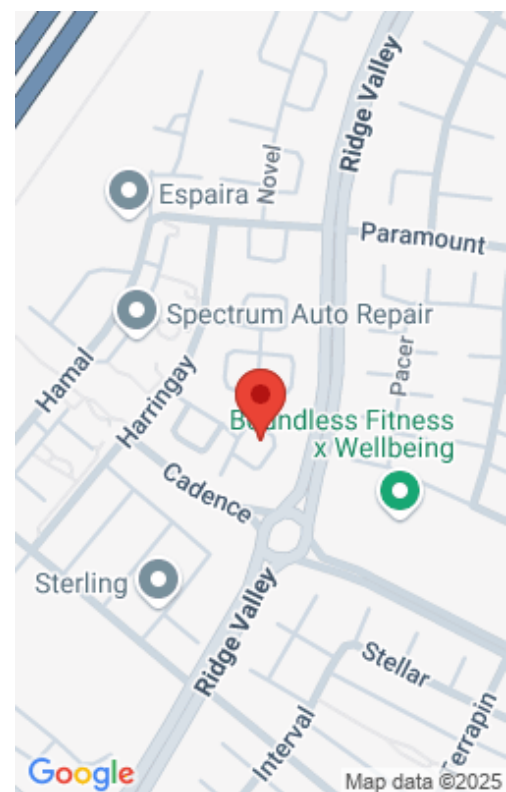 Ridge Valley
Novel
Espaira
Paramount
Spectrum Auto Repair
Pacer
Hamal
Harringay
Boundless Fitness
x Wellbeing
Cadence
Sterling
Ridge Valley
Stellar
Interval
Terrapin
Google
Map data ©2025